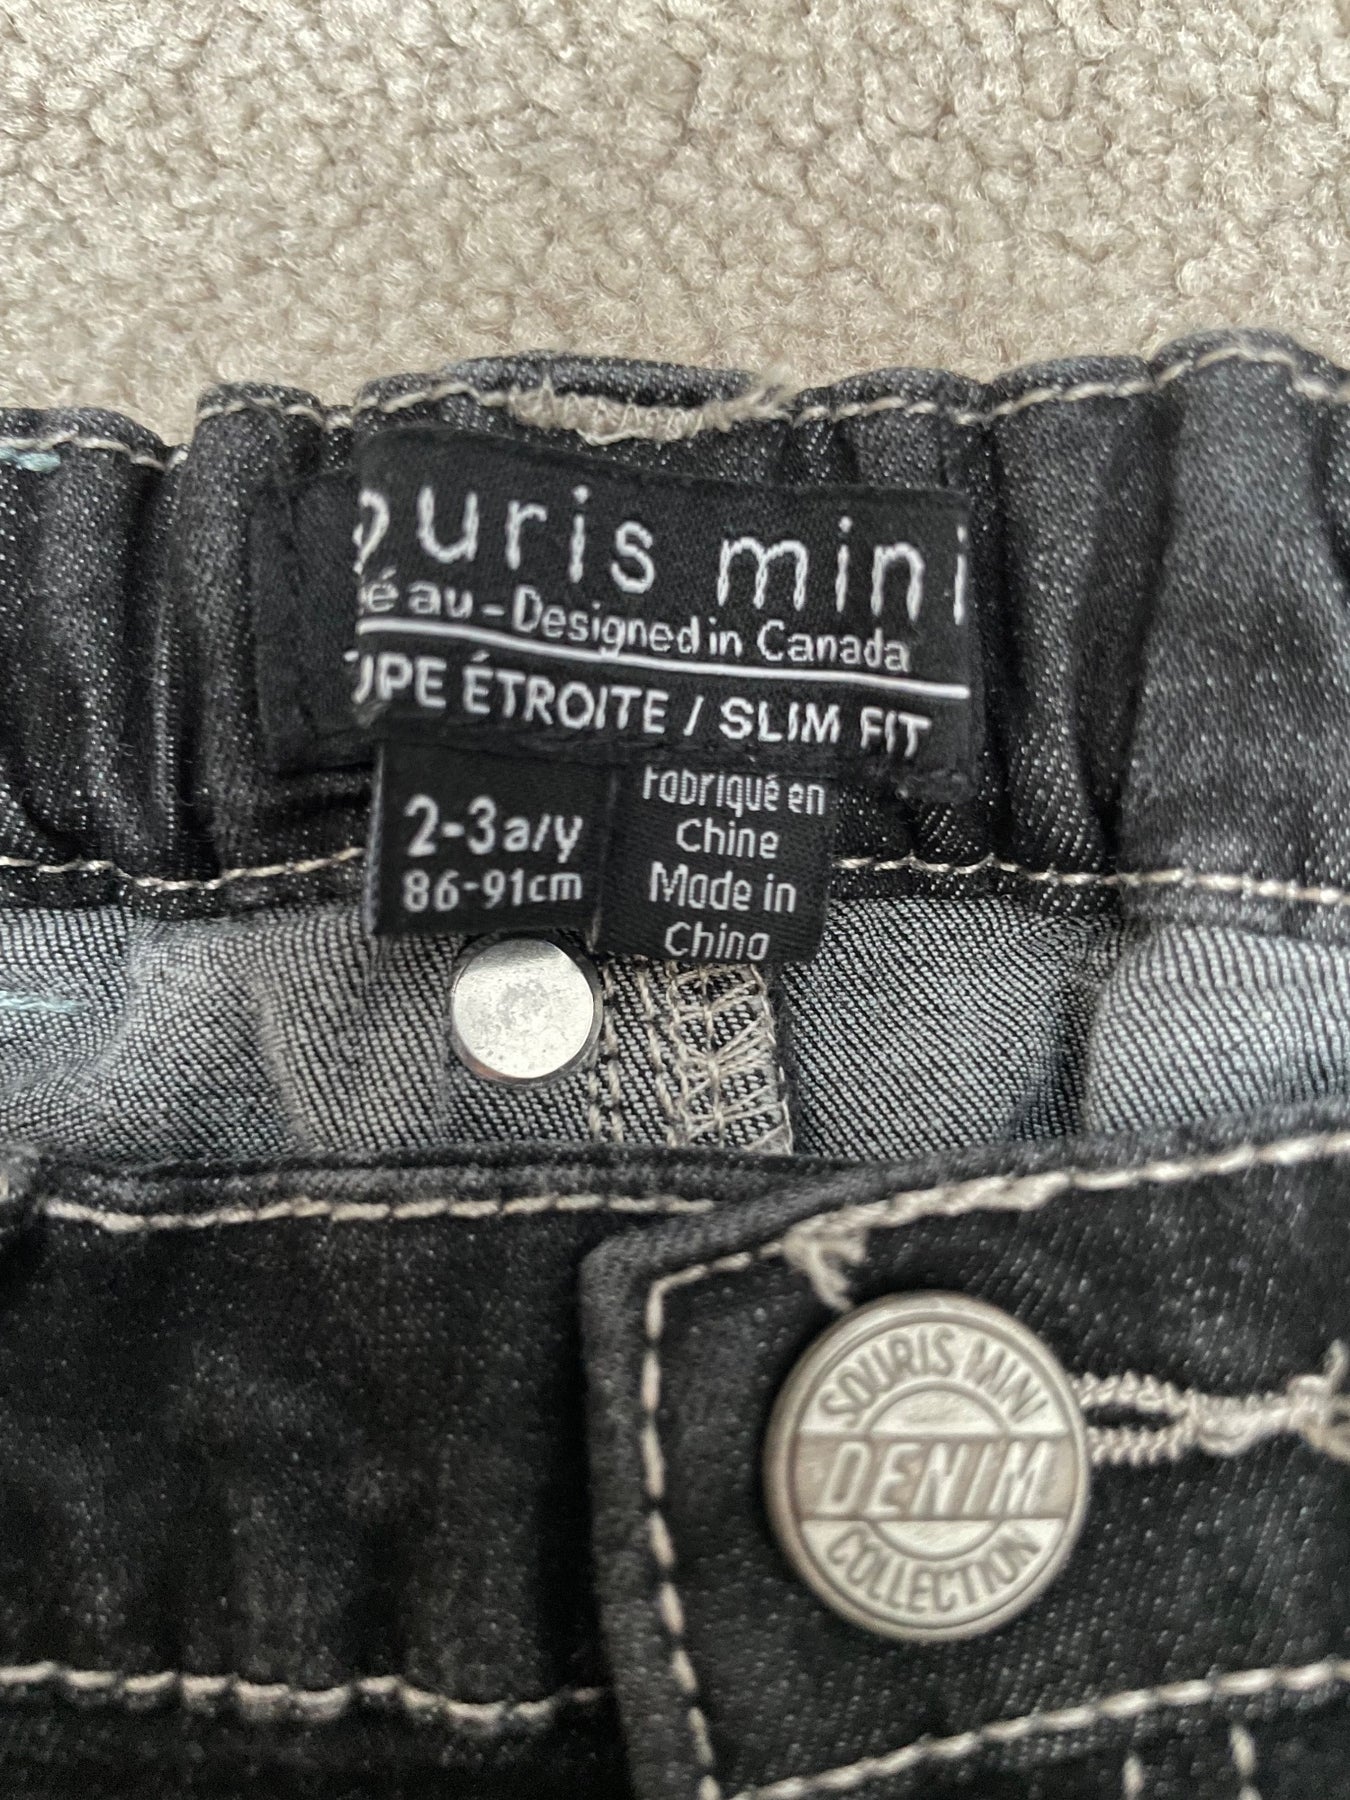 ouris mini
é au - Designed in Canada
UPE ÉTROITE / SLIM FIT
2-3a/y
86-91cm
Fabriqué en
Chine
Made in
China
SOURIS MINI
DENIM
COLLECTION